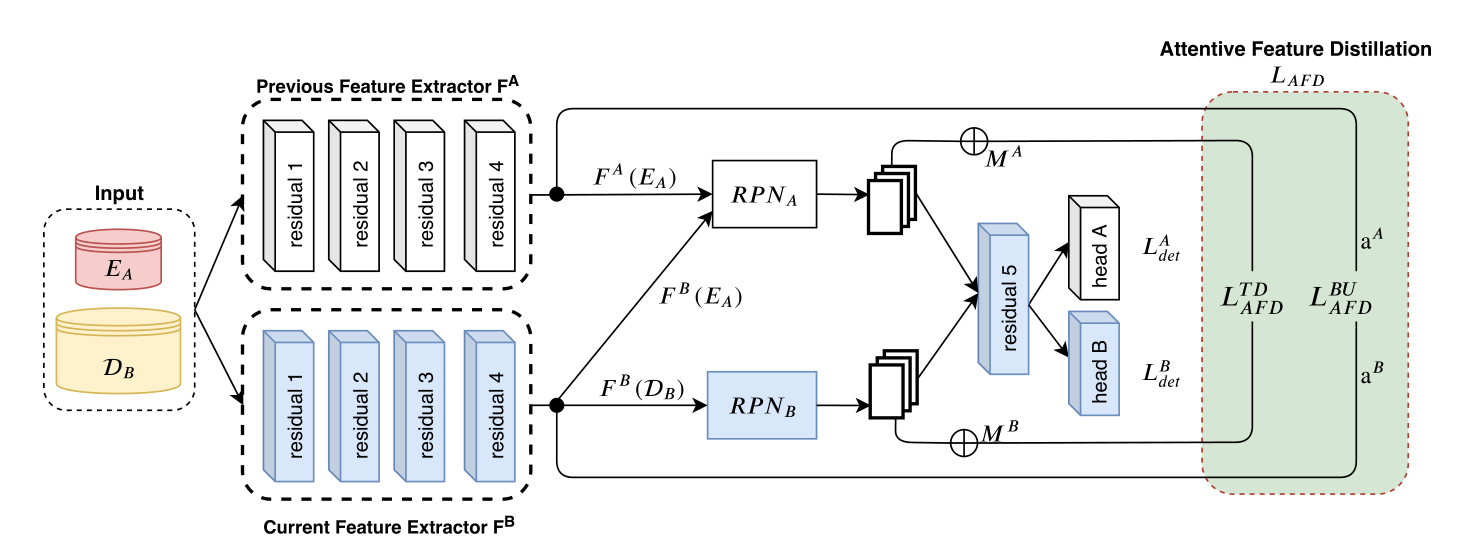 Attentive Feature Distillation
L_AFD
Previous Feature Extractor F^A
residual 1
residual 2
residual 3
residual 4
Input
E_A
𝒟_B
F^A(E_A)
RPN_A
M^A
F^B(E_A)
residual 5
head A
L^A_det
head B
L^B_det
a^A
L^TD_AFD
L^BU_AFD
a^B
residual 1
residual 2
residual 3
residual 4
F^B(𝒟_B)
RPN_B
M^B
Current Feature Extractor F^B